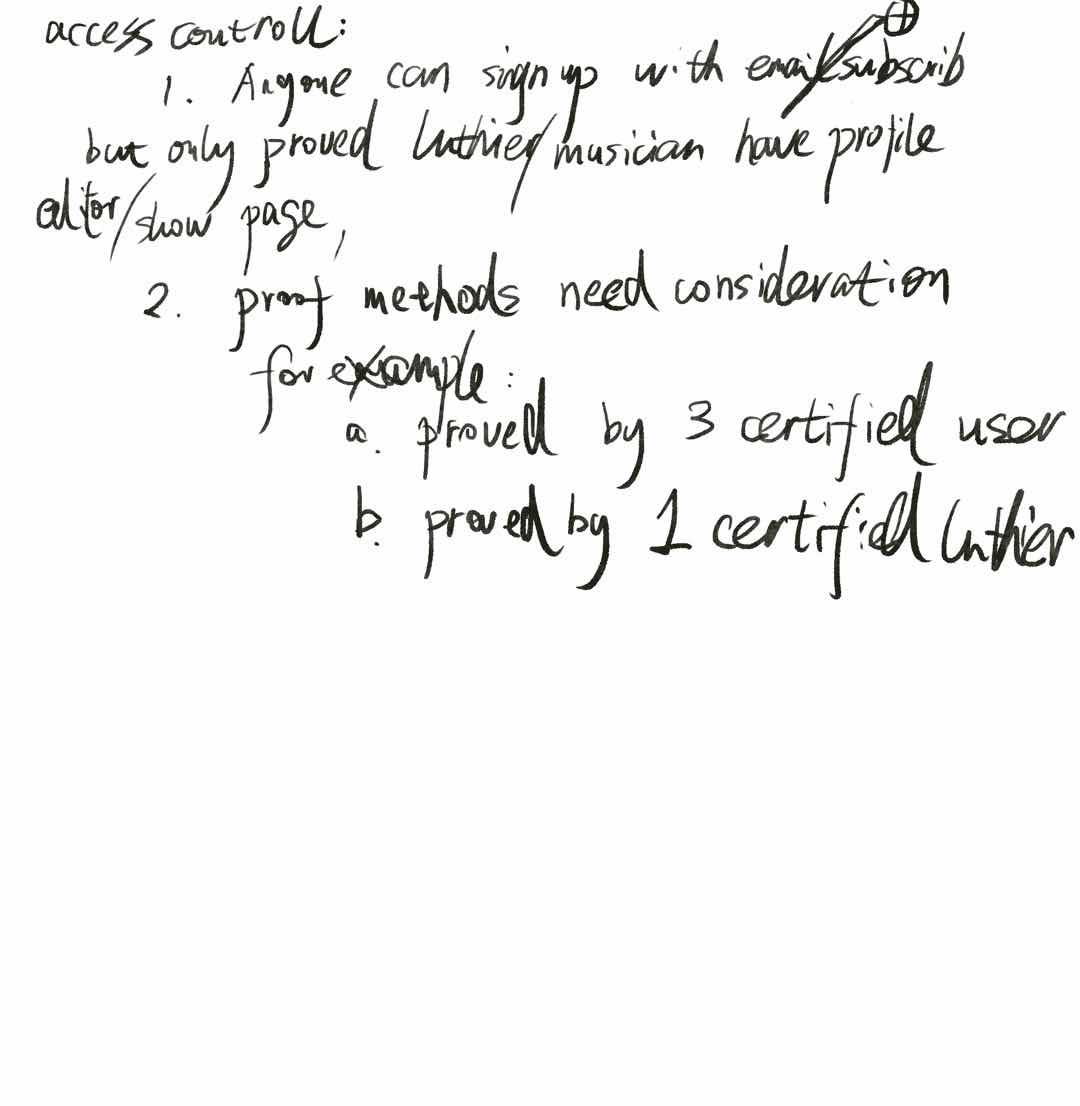 access controll:
1. Anyone can sign up with email/subscrib
but only proved luthier/musician have profile
editor/show page,
2. proof methods need consideration
for example:
a. proved by 3 certified user
b. proved by 1 certified luthier